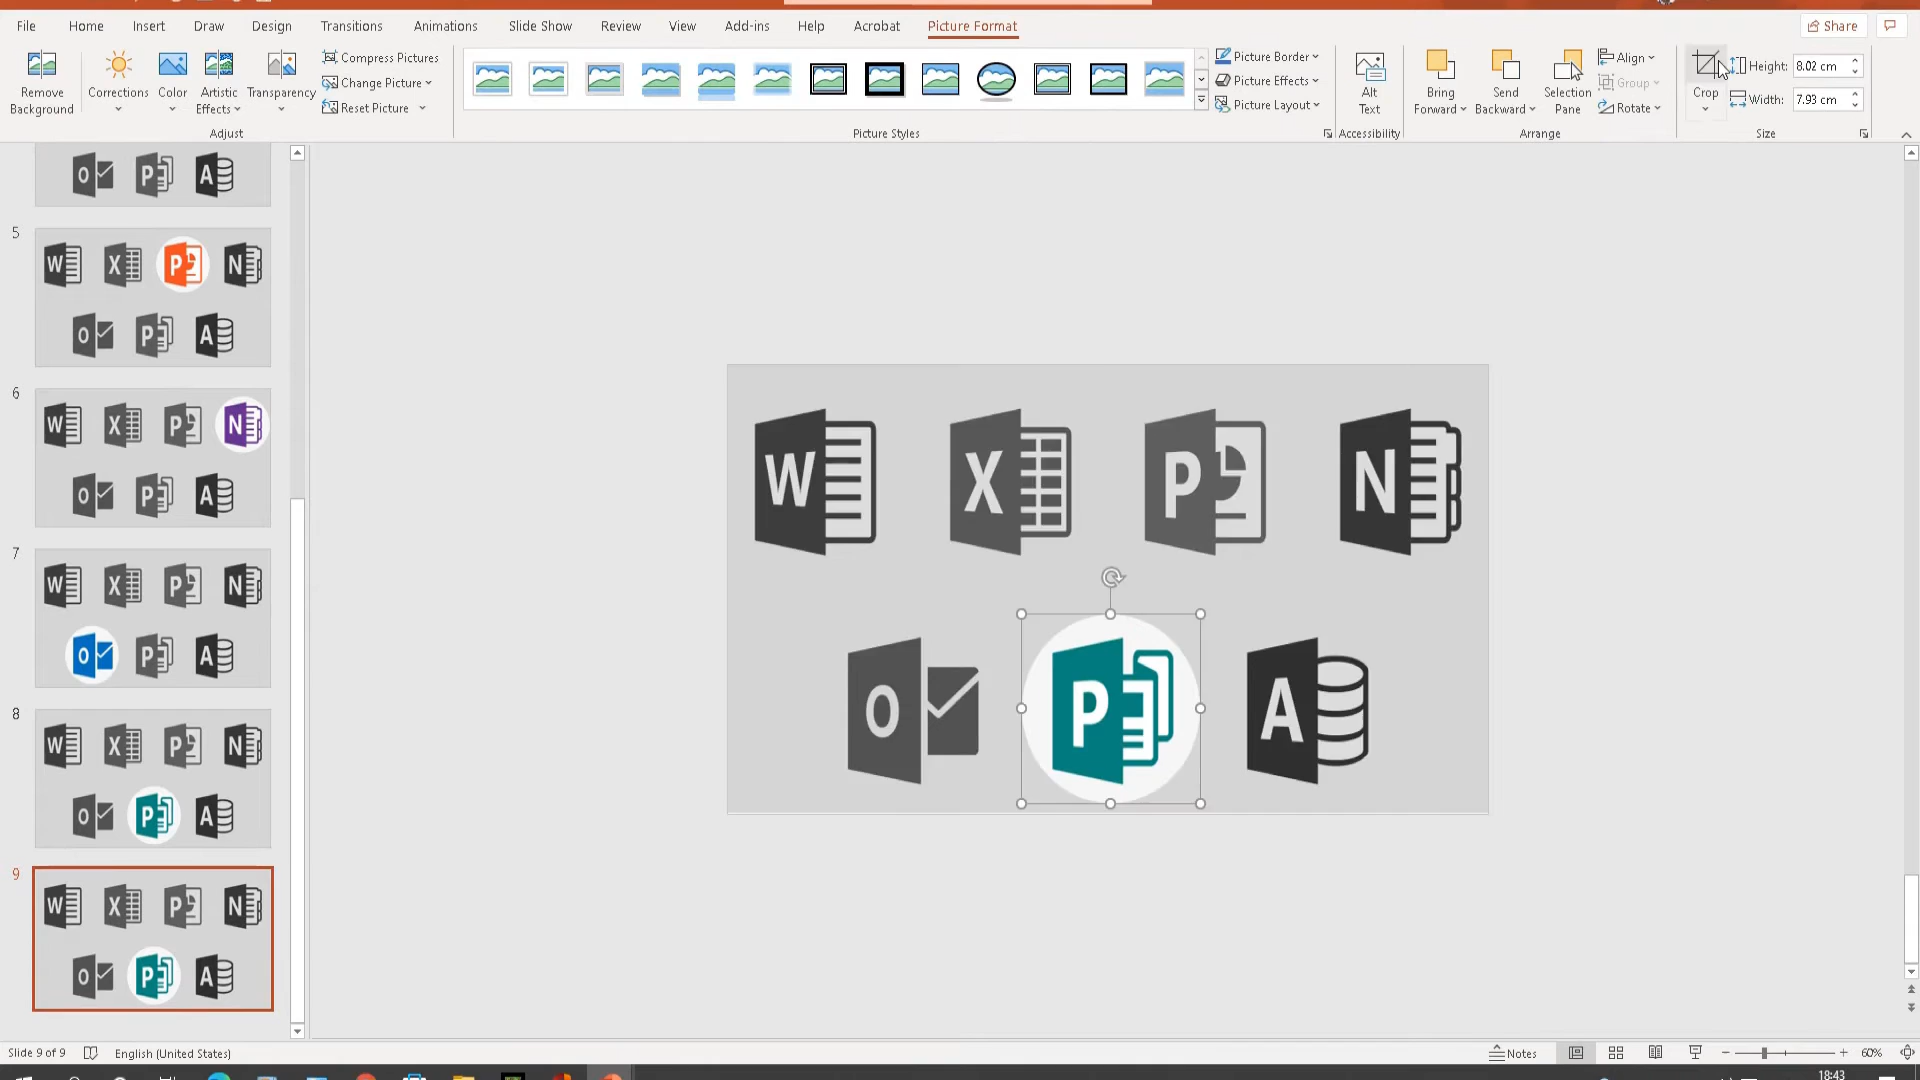 File Home Insert Draw Design Transitions Animations Slide Show Review View Add-ins Help Acrobat Picture Format Share
Remove Background
Corrections
Color
Artistic Effects
Transparency
Compress Pictures
Change Picture
Reset Picture
Adjust
Picture Styles
Picture Border
Picture Effects
Picture Layout
Alt Text
Accessibility
Bring Forward
Send Backward
Selection Pane
Align
Group
Rotate
Arrange
Crop
Height: 8.02 cm
Width: 7.93 cm
Size
O P A
5
W X P N
O P A
6
W X P N
O P A
7
W X P N
O P A
8
W X P N
O P A
9
W X P N
O P A
W X P N
O P A
Slide 9 of 9 English (United States) Notes 60%
18:43